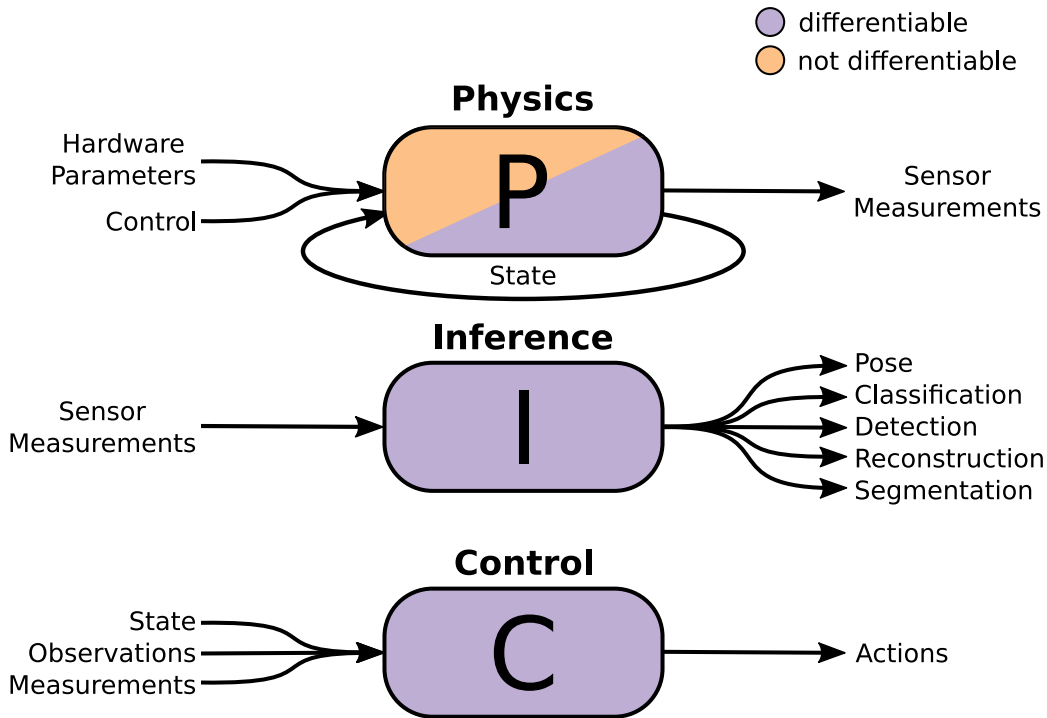 differentiable
not differentiable
Physics
Hardware
Parameters
Control
P
Sensor
Measurements
State
Inference
Sensor
Measurements
I
Pose
Classification
Detection
Reconstruction
Segmentation
Control
State
Observations
Measurements
C
Actions